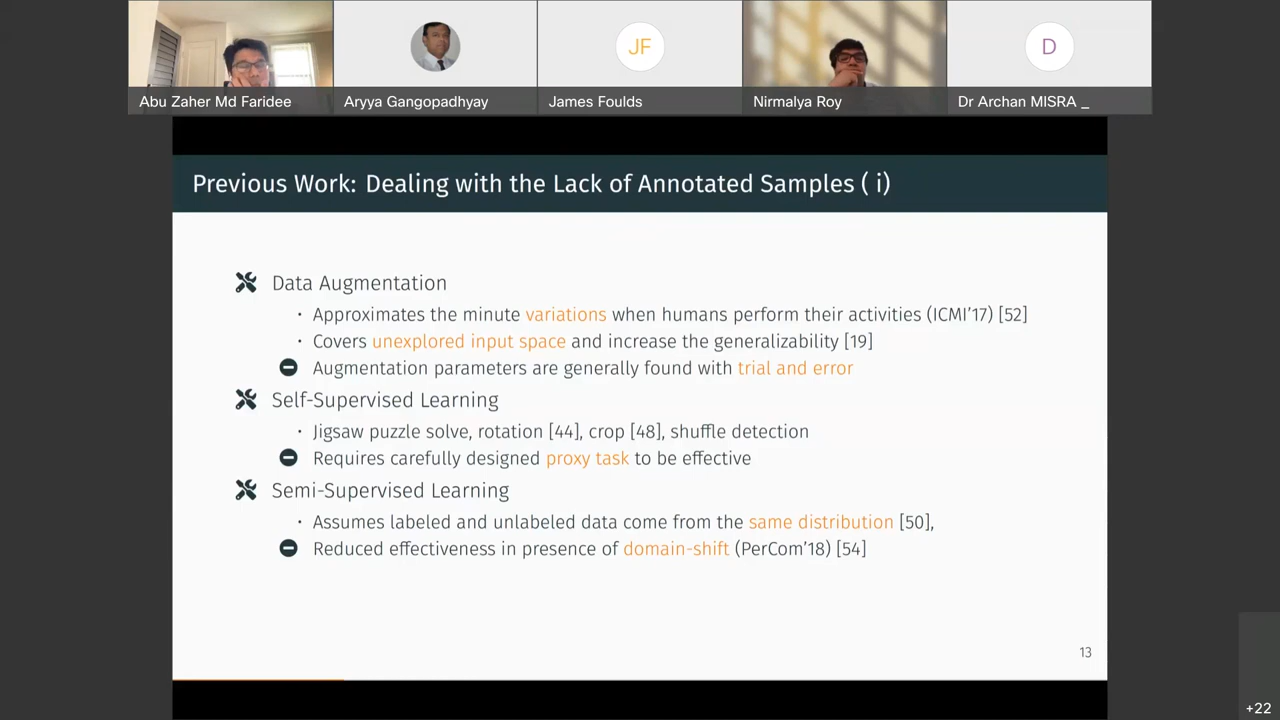 JF
D
Abu Zaher Md Faridee
Aryya Gangopadhyay
James Foulds
Nirmalya Roy
Dr Archan MISRA _
Previous Work: Dealing with the Lack of Annotated Samples ( i)
Data Augmentation
· Approximates the minute variations when humans perform their activities (ICMI'17) [52]
· Covers unexplored input space and increase the generalizability [19]
Augmentation parameters are generally found with trial and error
Self-Supervised Learning
· Jigsaw puzzle solve, rotation [44], crop [48], shuffle detection
Requires carefully designed proxy task to be effective
Semi-Supervised Learning
· Assumes labeled and unlabeled data come from the same distribution [50],
Reduced effectiveness in presence of domain-shift (PerCom'18) [54]
13
+22